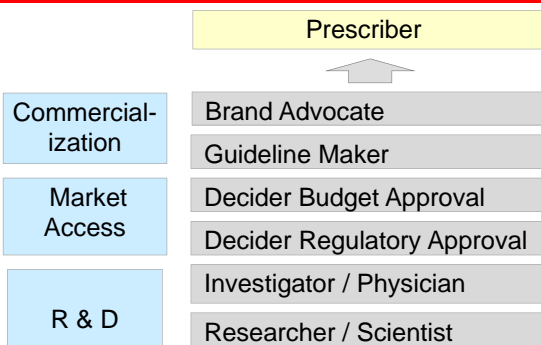 Prescriber
Commercial-
ization
Brand Advocate
Guideline Maker
Market
Access
Decider Budget Approval
Decider Regulatory Approval
R & D
Investigator / Physician
Researcher / Scientist